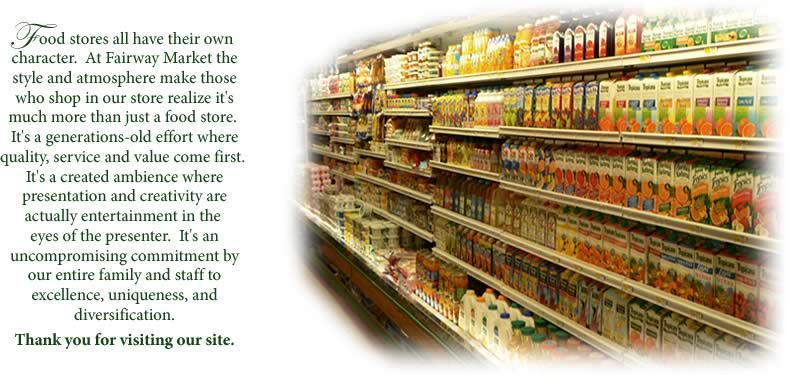 Food stores all have their own
character. At Fairway Market the
style and atmosphere make those
who shop in our store realize it's
much more than just a food store.
It's a generations-old effort where
quality, service and value come first.
It's a created ambience where
presentation and creativity are
actually entertainment in the
eyes of the presenter. It's an
uncompromising commitment by
our entire family and staff to
excellence, uniqueness, and
diversification.
Thank you for visiting our site.